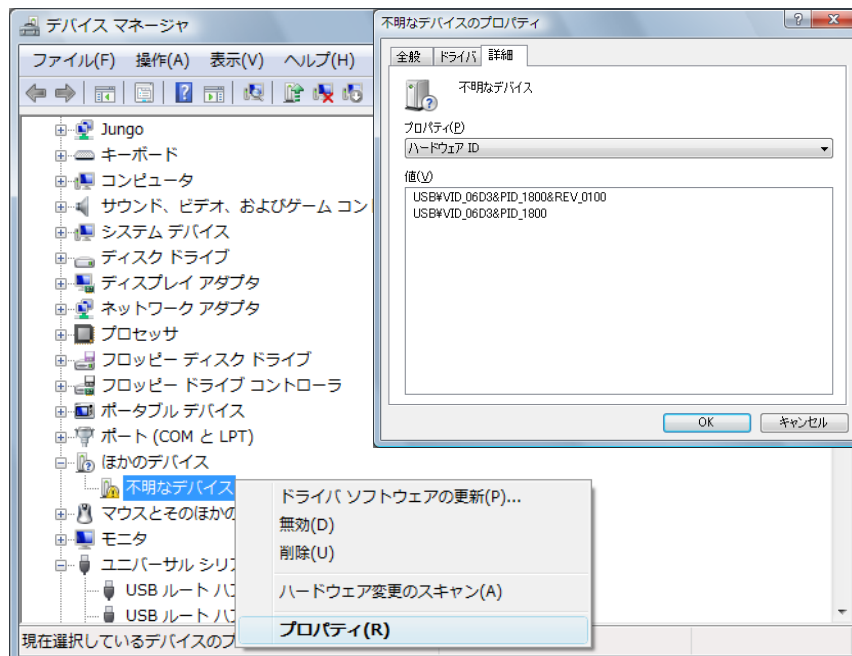 デバイス マネージャ
ファイル(F) 操作(A) 表示(V) ヘルプ(H)
Jungo
キーボード
コンピュータ
サウンド、ビデオ、およびゲーム コン
システム デバイス
ディスク ドライブ
ディスプレイ アダプタ
ネットワーク アダプタ
プロセッサ
フロッピー ディスク ドライブ
フロッピー ドライブ コントローラ
ポータブル デバイス
ポート (COM と LPT)
ほかのデバイス
不明なデバイス
マウスとそのほかの
モニタ
ユニバーサル シリア
USB ルート ハブ
USB ルート ハブ
現在選択しているデバイスのプ
ドライバ ソフトウェアの更新(P)...
無効(D)
削除(U)
ハードウェア変更のスキャン(A)
プロパティ(R)
不明なデバイスのプロパティ
全般 ドライバ 詳細
不明なデバイス
プロパティ(P)
ハードウェア ID
値(V)
USB¥VID_06D3&PID_1800&REV_0100
USB¥VID_06D3&PID_1800
OK キャンセル